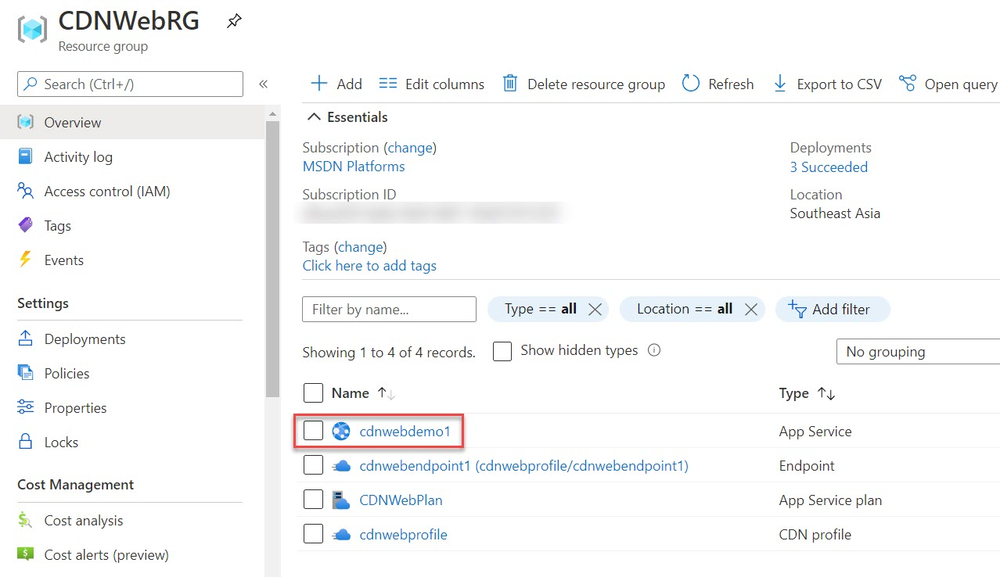 CDNWebRG
Resource group
Search (Ctrl+/)
«
Add
Edit columns
Delete resource group
Refresh
Export to CSV
Open query
Overview
Activity log
Access control (IAM)
Tags
Events
Settings
Deployments
Policies
Properties
Locks
Cost Management
Cost analysis
Cost alerts (preview)
Essentials
Subscription (change)
MSDN Platforms
Subscription ID
Tags (change)
Click here to add tags
Deployments
3 Succeeded
Location
Southeast Asia
Filter by name...
Type == all
Location == all
Add filter
Showing 1 to 4 of 4 records.
Show hidden types
No grouping
Name ↑↓ Type ↑↓
cdnwebdemo1 App Service
cdnwebendpoint1 (cdnwebprofile/cdnwebendpoint1) Endpoint
CDNWebPlan App Service plan
cdnwebprofile CDN profile